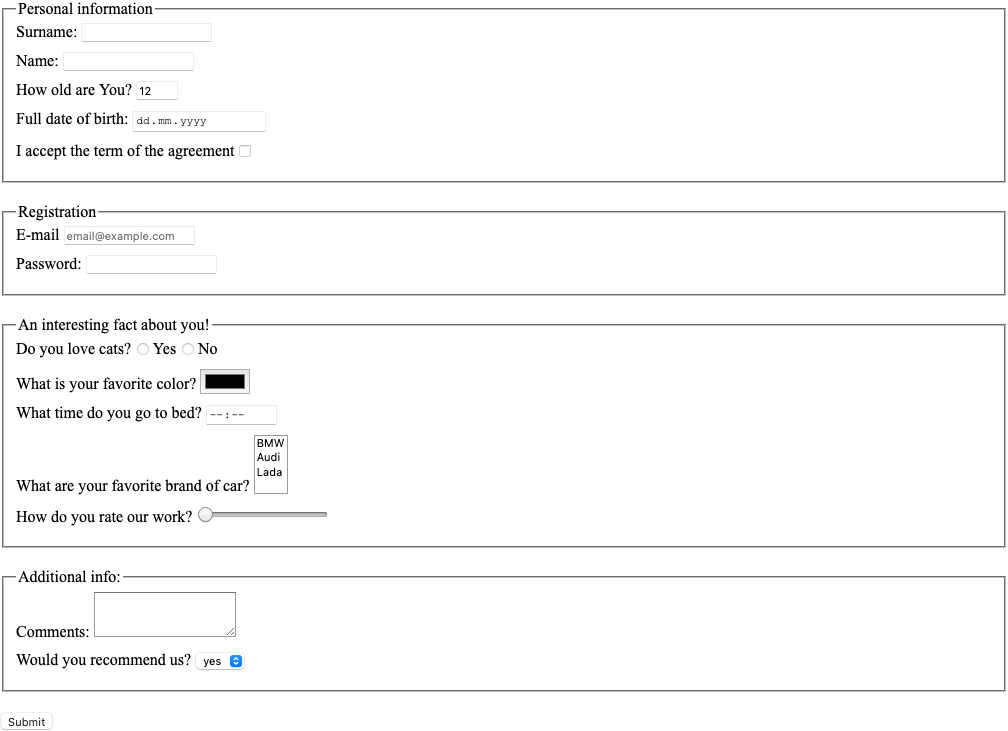 Personal information
Surname:
Name:
How old are You? 12
Full date of birth: dd.mm.yyyy
I accept the term of the agreement
Registration
E-mail email@example.com
Password:
An interesting fact about you!
Do you love cats? Yes No
What is your favorite color?
What time do you go to bed? --:--
BMW
Audi
Lada
What are your favorite brand of car?
How do you rate our work?
Additional info:
Comments:
Would you recommend us? yes
Submit